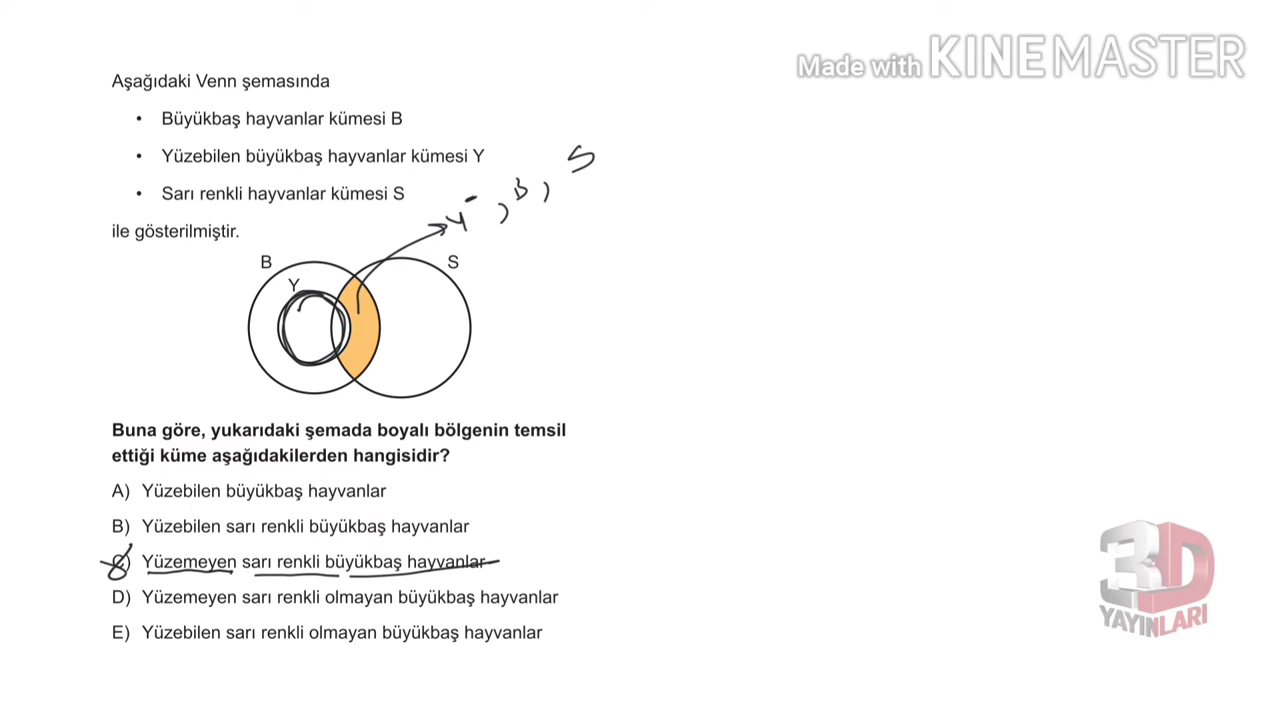 Made with KINEMASTER
Aşağıdaki Venn şemasında
• Büyükbaş hayvanlar kümesi B
• Yüzebilen büyükbaş hayvanlar kümesi Y
• Sarı renkli hayvanlar kümesi S
ile gösterilmiştir.
Y-, B, S
B
S
Y
Buna göre, yukarıdaki şemada boyalı bölgenin temsil
ettiği küme aşağıdakilerden hangisidir?
A) Yüzebilen büyükbaş hayvanlar
B) Yüzebilen sarı renkli büyükbaş hayvanlar
C) Yüzemeyen sarı renkli büyükbaş hayvanlar
D) Yüzemeyen sarı renkli olmayan büyükbaş hayvanlar
E) Yüzebilen sarı renkli olmayan büyükbaş hayvanlar
3D
YAYINLARI